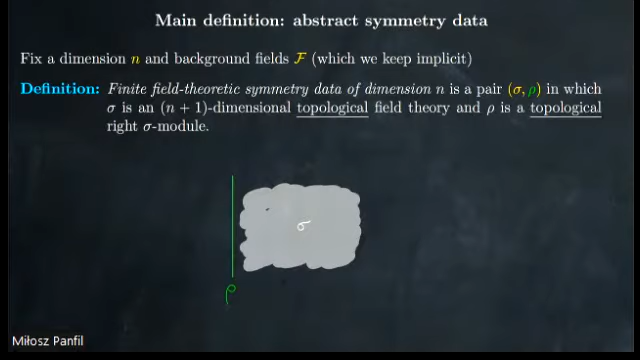 Main definition: abstract symmetry data
Fix a dimension n and background fields F (which we keep implicit)
Definition: Finite field-theoretic symmetry data of dimension n is a pair (σ, ρ) in which
σ is an (n + 1)-dimensional topological field theory and ρ is a topological
right σ-module.
σ
ρ
Miłosz Panfil